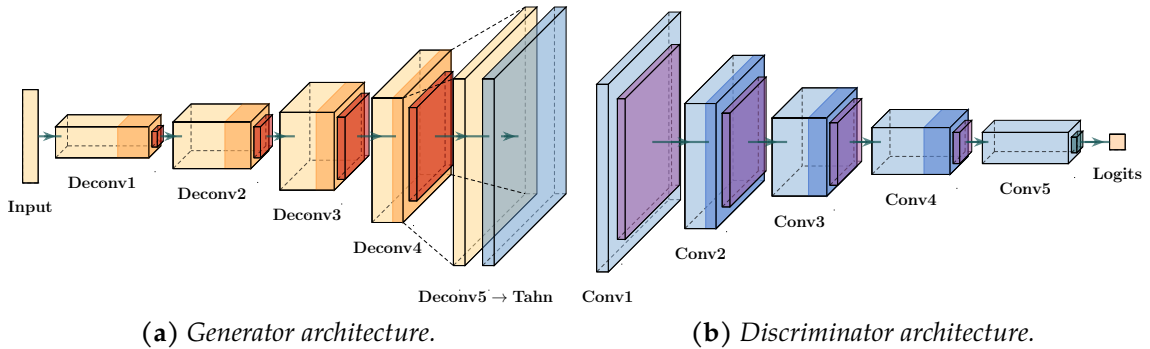 Input
Deconv1
Deconv2
Deconv3
Deconv4
Deconv5 → Tahn
Conv1
Conv2
Conv3
Conv4
Conv5
Logits
(a) Generator architecture.
(b) Discriminator architecture.